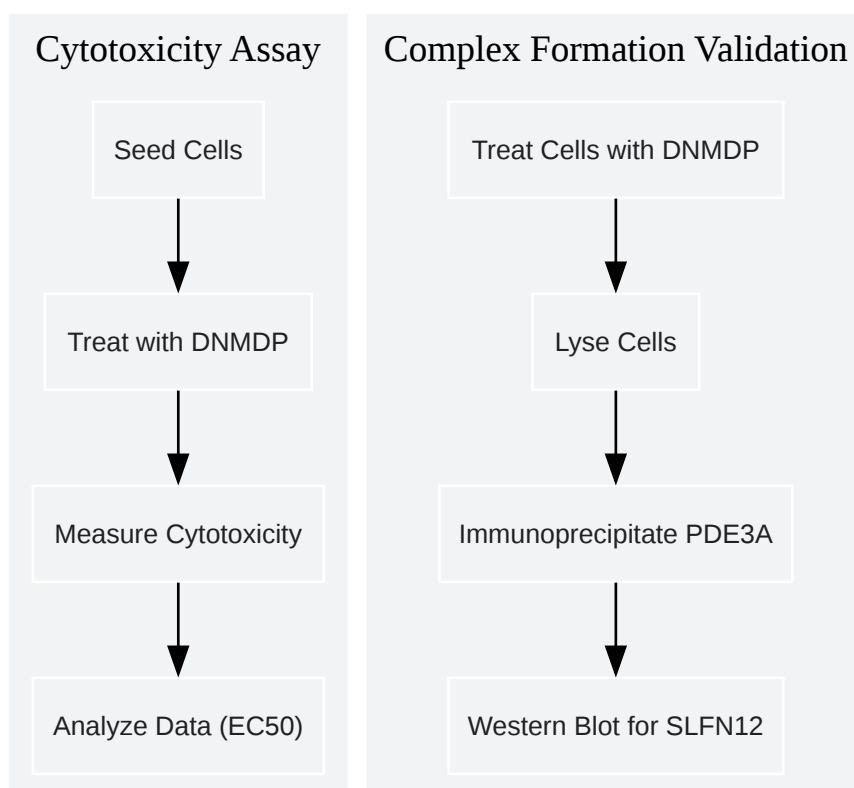 Cytotoxicity Assay
Seed Cells
Treat with DNMDP
Measure Cytotoxicity
Analyze Data (EC50)
Complex Formation Validation
Treat Cells with DNMDP
Lyse Cells
Immunoprecipitate PDE3A
Western Blot for SLFN12